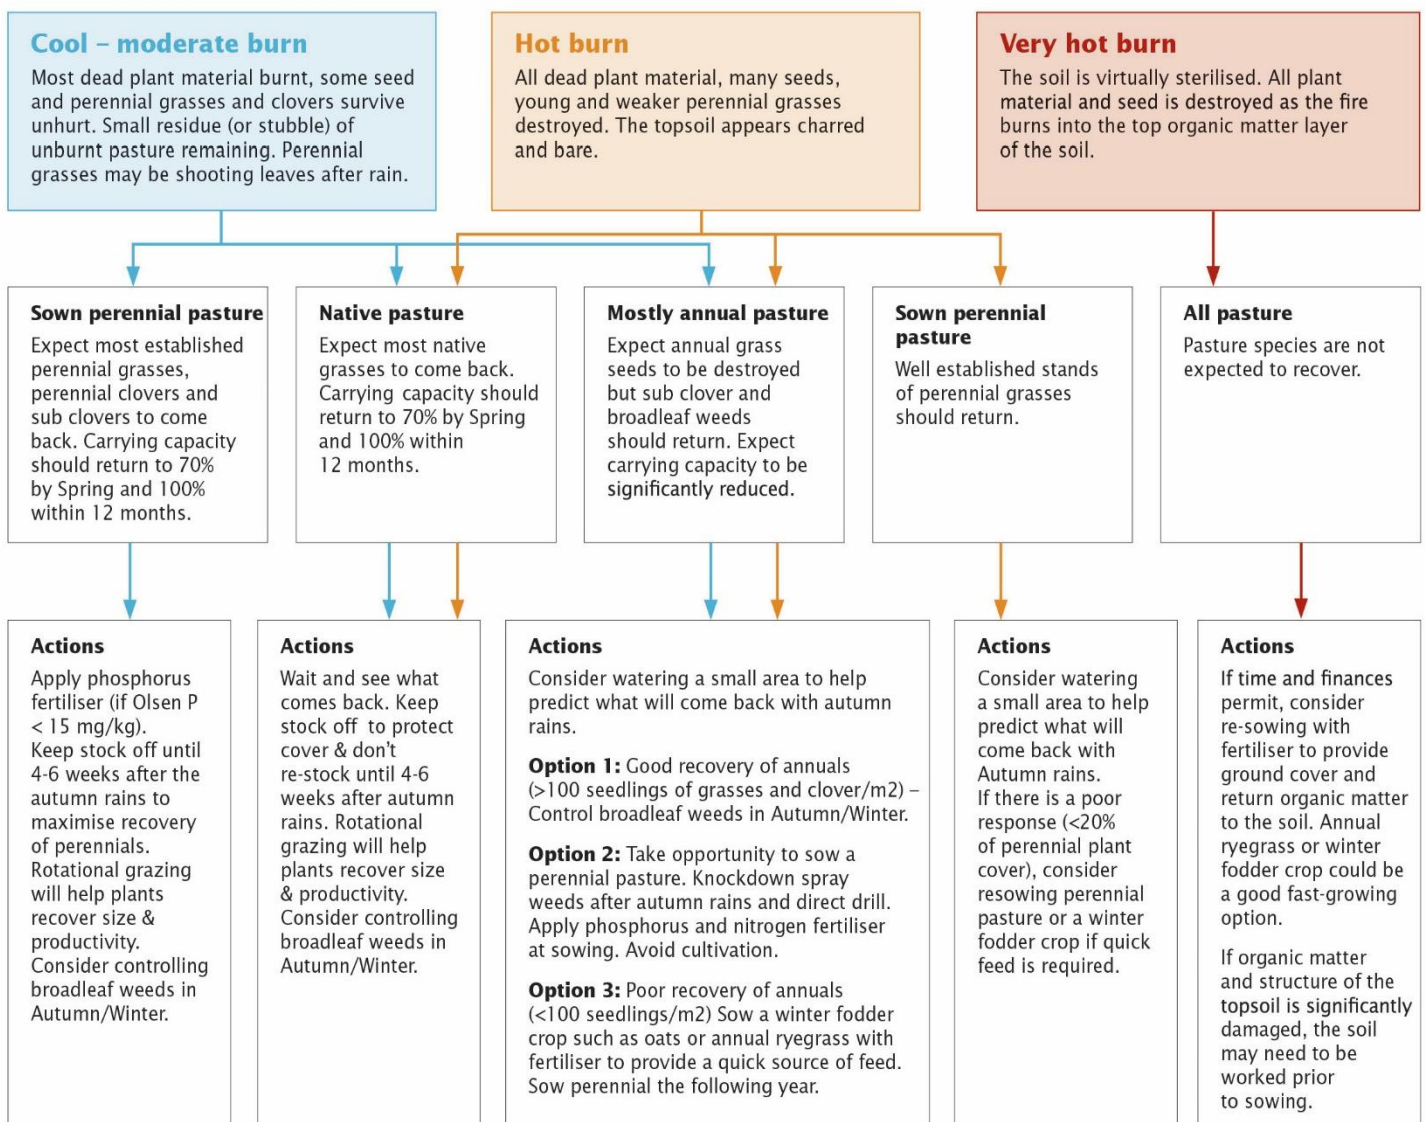 Cool – moderate burn
Most dead plant material burnt, some seed
and perennial grasses and clovers survive
unhurt. Small residue (or stubble) of
unburnt pasture remaining. Perennial
grasses may be shooting leaves after rain.
Hot burn
All dead plant material, many seeds,
young and weaker perennial grasses
destroyed. The topsoil appears charred
and bare.
Very hot burn
The soil is virtually sterilised. All plant
material and seed is destroyed as the fire
burns into the top organic matter layer
of the soil.
Sown perennial pasture
Expect most established
perennial grasses,
perennial clovers and
sub clovers to come
back. Carrying capacity
should return to 70%
by Spring and 100%
within 12 months.
Native pasture
Expect most native
grasses to come back.
Carrying capacity should
return to 70% by Spring
and 100% within
12 months.
Mostly annual pasture
Expect annual grass
seeds to be destroyed
but sub clover and
broadleaf weeds
should return. Expect
carrying capacity to be
significantly reduced.
Sown perennial
pasture
Well established stands
of perennial grasses
should return.
All pasture
Pasture species are not
expected to recover.
Actions
Apply phosphorus
fertiliser (if Olsen P
< 15 mg/kg).
Keep stock off until
4-6 weeks after the
autumn rains to
maximise recovery
of perennials.
Rotational grazing
will help plants
recover size &
productivity.
Consider controlling
broadleaf weeds in
Autumn/Winter.
Actions
Wait and see what
comes back. Keep
stock off to protect
cover & don't
re-stock until 4-6
weeks after autumn
rains. Rotational
grazing will help
plants recover size
& productivity.
Consider controlling
broadleaf weeds in
Autumn/Winter.
Actions
Consider watering a small area to help
predict what will come back with autumn
rains.
Option 1: Good recovery of annuals
(>100 seedlings of grasses and clover/m2) –
Control broadleaf weeds in Autumn/Winter.
Option 2: Take opportunity to sow a
perennial pasture. Knockdown spray
weeds after autumn rains and direct drill.
Apply phosphorus and nitrogen fertiliser
at sowing. Avoid cultivation.
Option 3: Poor recovery of annuals
(<100 seedlings/m2) Sow a winter fodder
crop such as oats or annual ryegrass with
fertiliser to provide a quick source of feed.
Sow perennial the following year.
Actions
Consider watering
a small area to help
predict what will
come back with
Autumn rains.
If there is a poor
response (<20%
of perennial plant
cover), consider
resowing perennial
pasture or a winter
fodder crop if quick
feed is required.
Actions
If time and finances
permit, consider
re-sowing with
fertiliser to provide
ground cover and
return organic matter
to the soil. Annual
ryegrass or winter
fodder crop could be
a good fast-growing
option.
If organic matter
and structure of the
topsoil is significantly
damaged, the soil
may need to be
worked prior
to sowing.